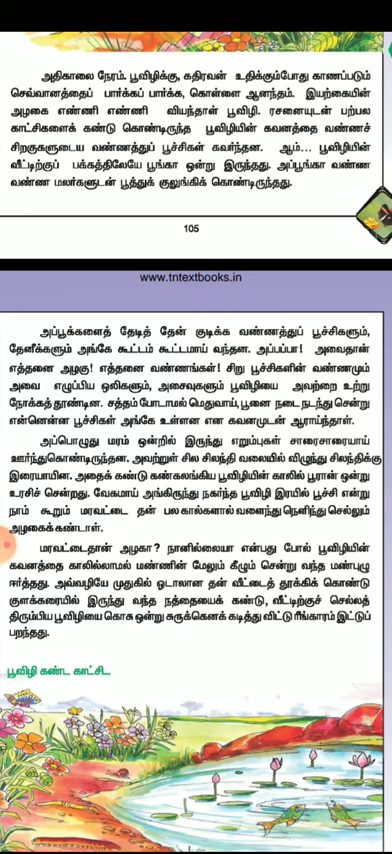 அதிகாலை நேரம். பூவிழிக்கு, கதிரவன் உதிக்கும்போது காணப்படும்
செவ்வானத்தைப் பார்க்கப் பார்க்க, கொள்ளை ஆனந்தம். இயற்கையின்
அழகை எண்ணி எண்ணி வியந்தாள் பூவிழி. ரசனையுடன் பற்பல
காட்சிகளைக் கண்டு கொண்டிருந்த பூவிழியின் கவனத்தை வண்ணச்
சிறகுகளுடைய வண்ணத்துப் பூச்சிகள் கவர்ந்தன. ஆம்... பூவிழியின்
வீட்டிற்குப் பக்கத்திலேயே பூங்கா ஒன்று இருந்தது. அப்பூங்கா வண்ண
வண்ண மலர்களுடன் பூத்துக் குலுங்கிக் கொண்டிருந்தது.
105
www.tntextbooks.in
அப்பூக்களைத் தேடித் தேன் குடிக்க வண்ணத்துப் பூச்சிகளும்,
தேனீக்களும் அங்கே கூட்டம் கூட்டமாய் வந்தன. அப்பப்பா! அவைதான்
எத்தனை அழகு! எத்தனை வண்ணங்கள்! சிறு பூச்சிகளின் வண்ணமும்
அவை எழுப்பிய ஒலிகளும், அசைவுகளும் பூவிழியை அவற்றை உற்று
நோக்கத் தூண்டின. சத்தம் போடாமல் மெதுவாய், பூனை நடை நடந்து சென்று
என்னென்ன பூச்சிகள் அங்கே உள்ளன என கவனமுடன் ஆராய்ந்தாள்.
அப்பொழுது மரம் ஒன்றில் இருந்து எறும்புகள் சாரைசாரையாய்
ஊர்ந்துகொண்டிருந்தன. அவற்றுள் சில சிலந்தி வலையில் விழுந்து சிலந்திக்கு
இரையாயின. அதைக் கண்டு கண்கலங்கிய பூவிழியின் காலில் பூரான் ஒன்று
உரசிச் சென்றது. வேகமாய் அங்கிருந்து நகர்ந்த பூவிழி இரயில் பூச்சி என்று
நாம் கூறும் மரவட்டை தன் பல கால்களால் வளைந்து நெளிந்து செல்லும்
அழகைக் கண்டாள்.
மரவட்டைதான் அழகா? நானில்லையா என்பது போல் பூவிழியின்
கவனத்தை காலில்லாமல் மண்ணின் மேலும் கீழும் சென்று வந்த மண்புழு
ஈர்த்தது. அவ்வழியே முதுகில் ஓடாலான தன் வீட்டைத் தூக்கிக் கொண்டு
குளக்கரையில் இருந்து வந்த நத்தையைக் கண்டு, வீட்டிற்குச் செல்லத்
திரும்பிய பூவிழியை கொசு ஒன்று சுருக்கெனக் கடித்து விட்டு ரீங்காரம் இட்டுப்
பறந்தது.
பூவிழி கண்ட காட்சி...